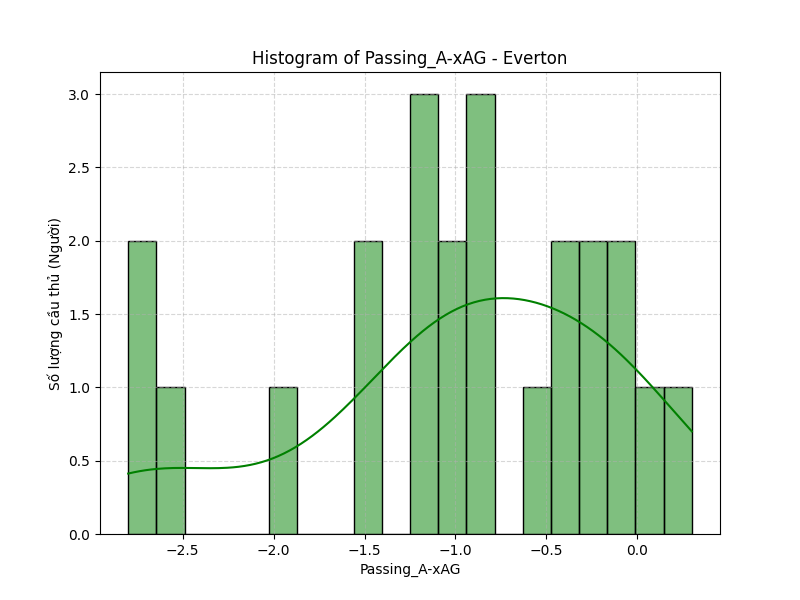 Histogram of Passing_A-xAG - Everton
3.0
2.5
2.0
1.5
1.0
0.5
0.0
Số lượng cầu thủ (Người)
−2.5 −2.0 −1.5 −1.0 −0.5 0.0
Passing_A-xAG